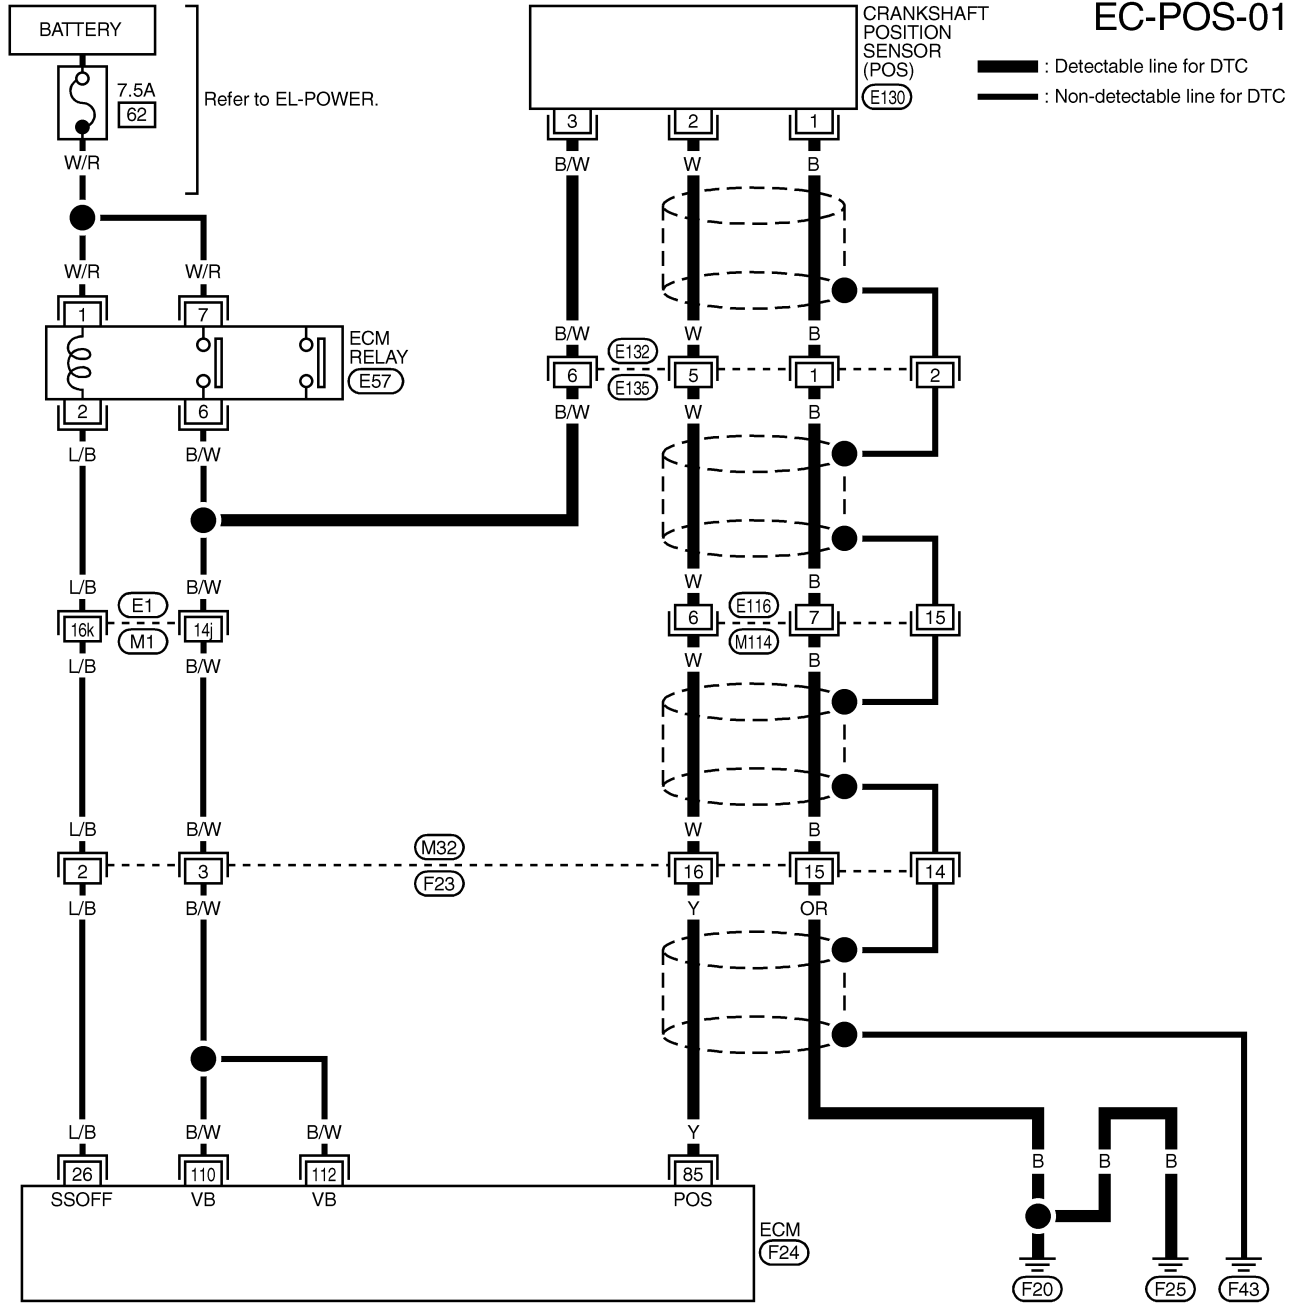 BATTERY
CRANKSHAFT
POSITION
SENSOR
(POS)
E130
EC-POS-01
: Detectable line for DTC
: Non-detectable line for DTC
7.5A
62
Refer to EL-POWER.
3 2 1
W/R B/W W B
W/R W/R
1 7
ECM
RELAY
E57
B/W W B
E132
6 5 1 2
E135
2 6
B/W W B
L/B B/W
L/B B/W W B
E1 E116
16k 14j 6 7 15
M1 M114
L/B B/W W B
L/B B/W W B
M32
2 3 16 15 14
F23
L/B B/W Y OR
L/B B/W B/W Y
B B B
26 110 112 85
SSOFF VB VB POS
ECM
F24
F20 F25 F43